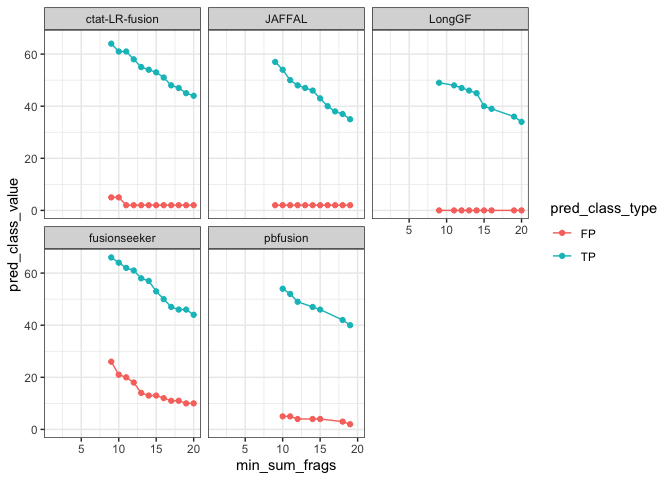 ctat-LR-fusion
JAFFAL
LongGF
60
40
20
0
5
10
15
20
fusionseeker
pbfusion
60
40
20
0
5
10
15
20
5
10
15
20
min_sum_frags
pred_class_value
pred_class_type
FP
TP